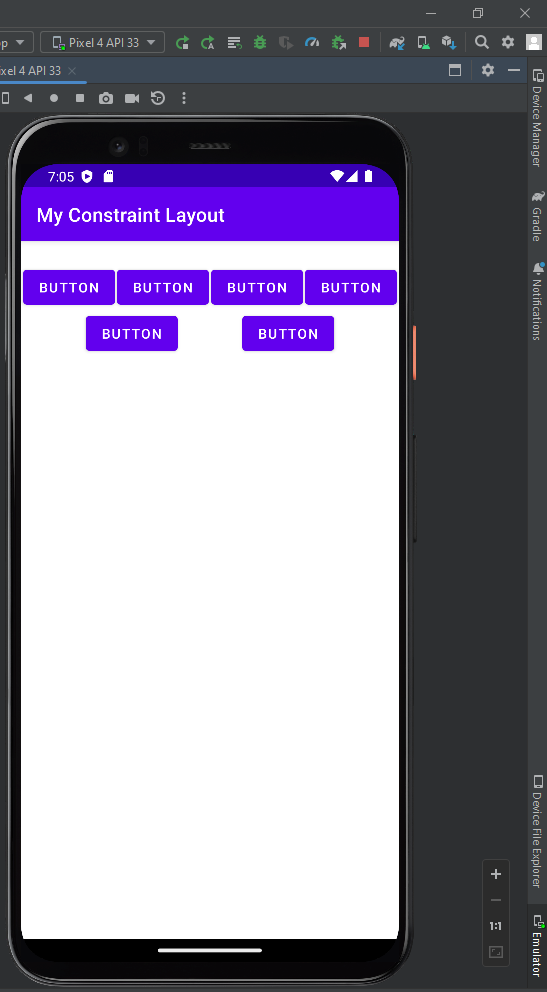 Pixel 4 API 33
xel 4 API 33
7:05
My Constraint Layout
BUTTON BUTTON BUTTON BUTTON
BUTTON BUTTON
1:1
Device Manager
Gradle
Notifications
Device File Explorer
Emulator